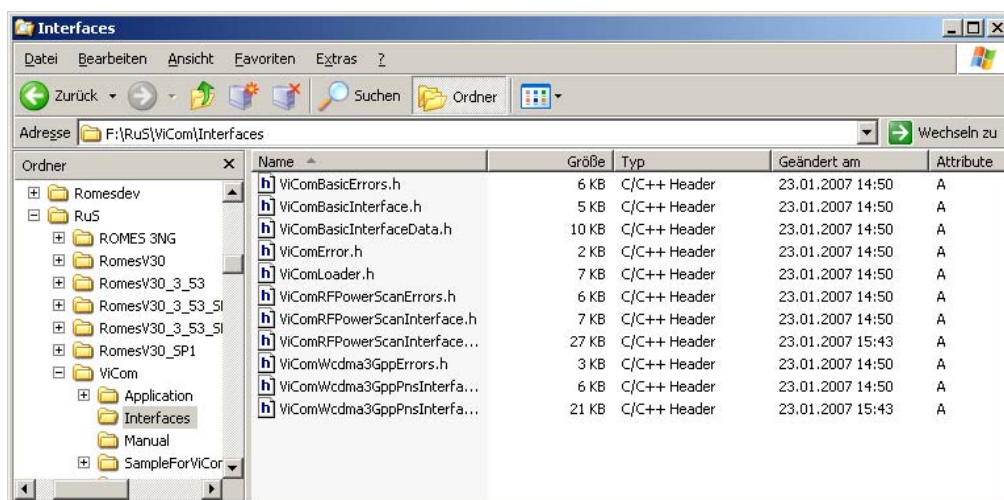 Interfaces
Datei Bearbeiten Ansicht Favoriten Extras ?
Zurück Suchen Ordner
Adresse F:\RuS\ViCom\Interfaces Wechseln zu
Ordner x
Romesdev
RuS
ROMES 3NG
RomesV30
RomesV30_3_53
RomesV30_3_53_SI
RomesV30_3_53_SI
RomesV30_SP1
ViCom
Application
Interfaces
Manual
SampleForViCor
Name Größe Typ Geändert am Attribute
ViComBasicErrors.h 6 KB C/C++ Header 23.01.2007 14:50 A
ViComBasicInterface.h 5 KB C/C++ Header 23.01.2007 14:50 A
ViComBasicInterfaceData.h 10 KB C/C++ Header 23.01.2007 14:50 A
ViComError.h 2 KB C/C++ Header 23.01.2007 14:50 A
ViComLoader.h 7 KB C/C++ Header 23.01.2007 14:50 A
ViComRFPowerScanErrors.h 6 KB C/C++ Header 23.01.2007 14:50 A
ViComRFPowerScanInterface.h 7 KB C/C++ Header 23.01.2007 14:50 A
ViComRFPowerScanInterface... 27 KB C/C++ Header 23.01.2007 15:43 A
ViComWcdma3GppErrors.h 3 KB C/C++ Header 23.01.2007 14:50 A
ViComWcdma3GppPnsInterfa... 6 KB C/C++ Header 23.01.2007 14:50 A
ViComWcdma3GppPnsInterfa... 21 KB C/C++ Header 23.01.2007 15:43 A